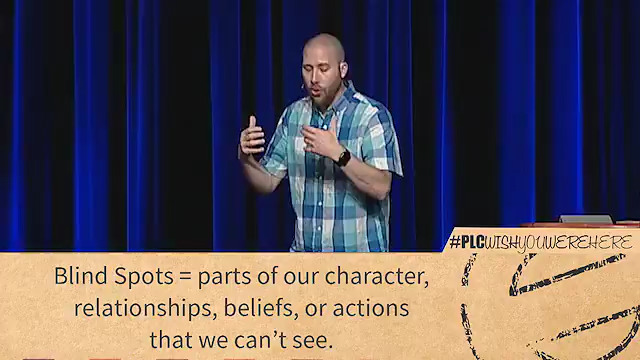 #PLCWISHYOUWEREHERE
Blind Spots = parts of our character,
relationships, beliefs, or actions
that we can't see.